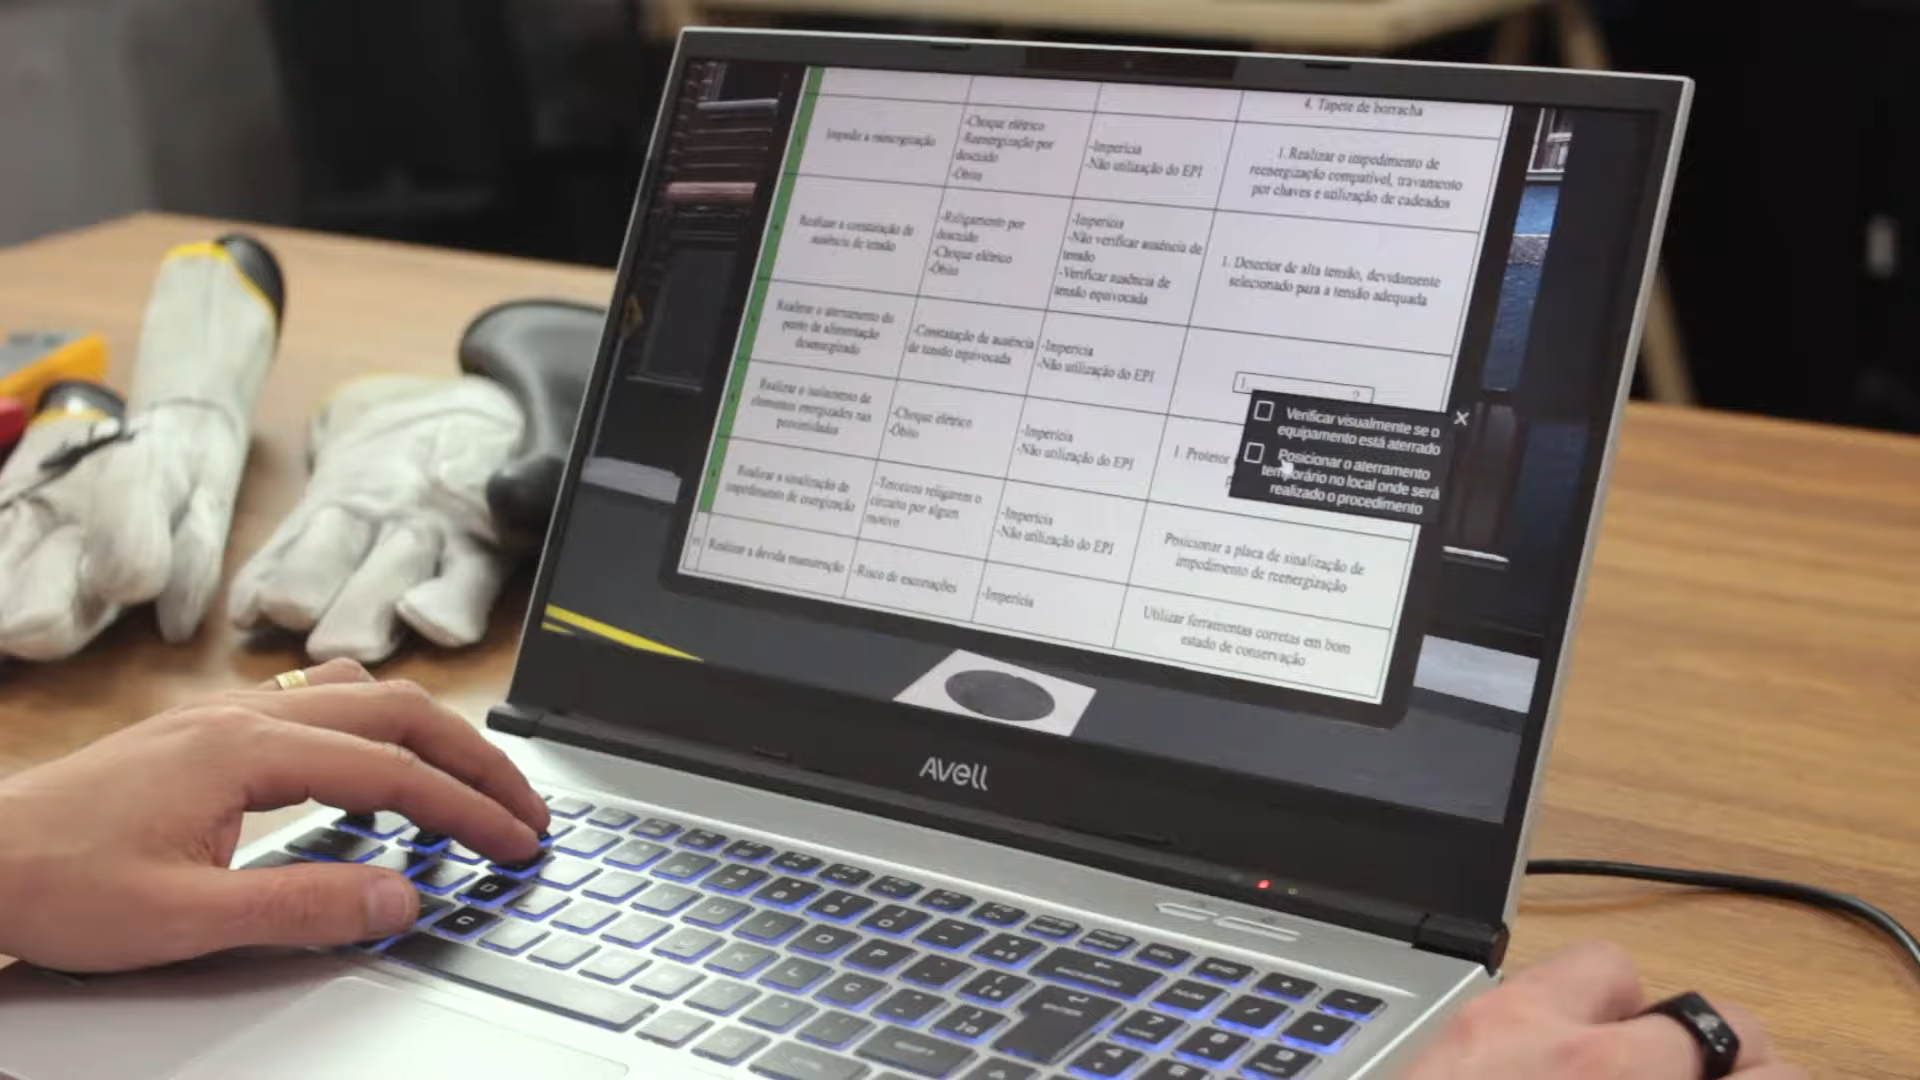 4. Tapete de borracha
Impedir a reenergização
-Choque elétrico
-Reenergização por
descuido
-Óbito
-Imperícia
-Não utilização do EPI
1. Realizar o impedimento de
reenergização compatível, travamento
por chaves e utilização de cadeados
Realizar a constatação de
ausência de tensão
-Religamento por
descuido
-Choque elétrico
-Óbito
-Imperícia
-Não verificar ausência de
tensão
-Verificar ausência de
tensão equivocada
1. Detector de alta tensão, devidamente
selecionado para a tensão adequada
Realizar o aterramento do
ponto de alimentação
desenergizado
-Constatação de ausência
de tensão equivocada
-Imperícia
-Não utilização do EPI
1. 2.
Verificar visualmente se o
equipamento está aterrado
Posicionar o aterramento
temporário no local onde será
realizado o procedimento
Realizar o isolamento de
elementos energizados nas
proximidades
-Choque elétrico
-Óbito
-Imperícia
-Não utilização do EPI
1. Protetor
Realizar a sinalização de
impedimento de energização
-Terceiros religarem o
circuito por algum
motivo
-Imperícia
-Não utilização do EPI
Posicionar a placa de sinalização de
impedimento de reenergização
Realizar a devida manutenção
-Risco de escoriações
-Imperícia
Utilizar ferramentas corretas em bom
estado de conservação
Avell